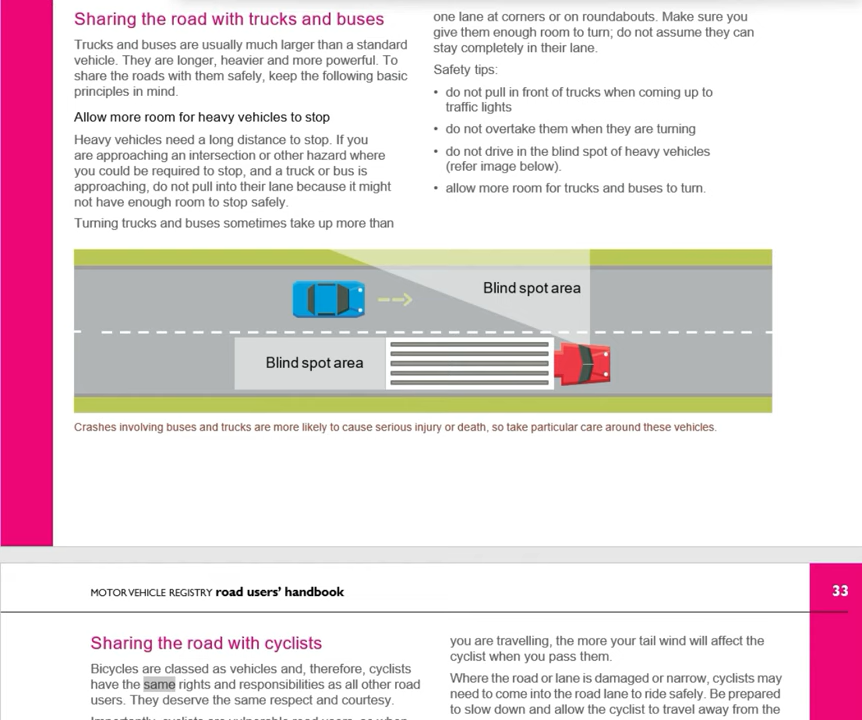 Sharing the road with trucks and buses
Trucks and buses are usually much larger than a standard
vehicle. They are longer, heavier and more powerful. To
share the roads with them safely, keep the following basic
principles in mind.
Allow more room for heavy vehicles to stop
Heavy vehicles need a long distance to stop. If you
are approaching an intersection or other hazard where
you could be required to stop, and a truck or bus is
approaching, do not pull into their lane because it might
not have enough room to stop safely.
Turning trucks and buses sometimes take up more than
one lane at corners or on roundabouts. Make sure you
give them enough room to turn; do not assume they can
stay completely in their lane.
Safety tips:
• do not pull in front of trucks when coming up to
traffic lights
• do not overtake them when they are turning
• do not drive in the blind spot of heavy vehicles
(refer image below).
• allow more room for trucks and buses to turn.
Blind spot area
Blind spot area
Crashes involving buses and trucks are more likely to cause serious injury or death, so take particular care around these vehicles.
MOTOR VEHICLE REGISTRY road users' handbook
33
Sharing the road with cyclists
Bicycles are classed as vehicles and, therefore, cyclists
have the same rights and responsibilities as all other road
users. They deserve the same respect and courtesy.
Importantly, cyclists are vulnerable road users, so when
you are travelling, the more your tail wind will affect the
cyclist when you pass them.
Where the road or lane is damaged or narrow, cyclists may
need to come into the road lane to ride safely. Be prepared
to slow down and allow the cyclist to travel away from the